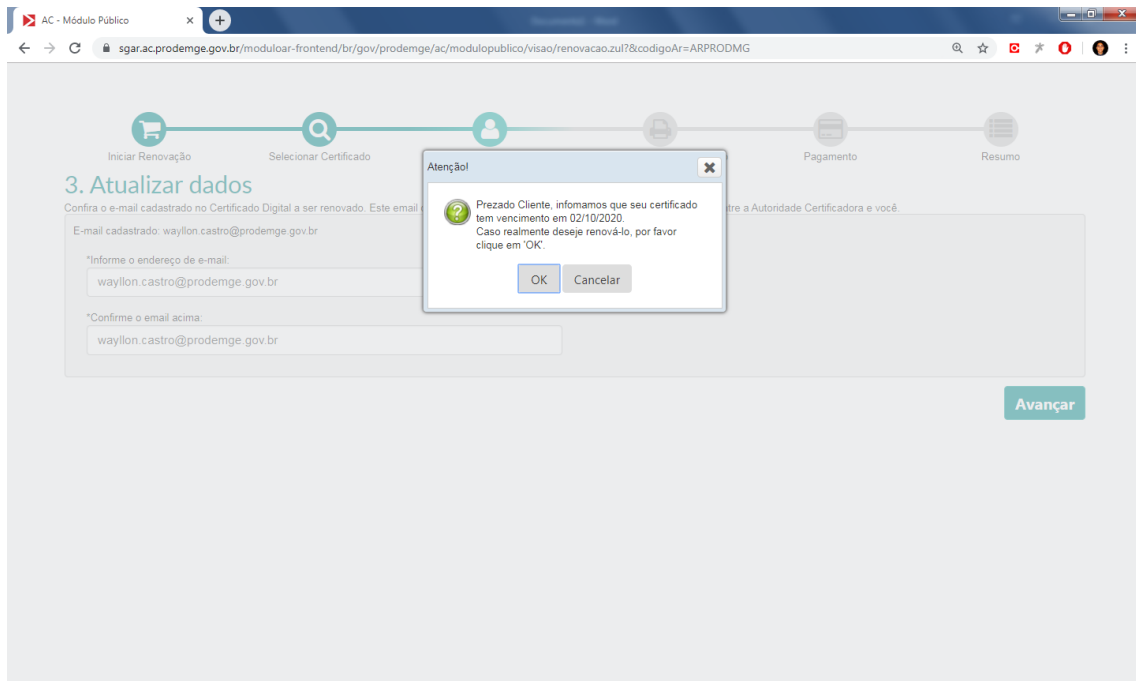 AC - Módulo Público
sgar.ac.prodemge.gov.br/moduloar-frontend/br/gov/prodemge/ac/modulopublico/visao/renovacao.zul?&codigoAr=ARPRODMG
Iniciar Renovação
Selecionar Certificado
Pagamento
Resumo
3. Atualizar dados
Confira o e-mail cadastrado no Certificado Digital a ser renovado. Este email
tre a Autoridade Certificadora e você.
E-mail cadastrado: wayllon.castro@prodemge.gov.br
*Informe o endereço de e-mail:
wayllon.castro@prodemge.gov.br
*Confirme o email acima:
wayllon.castro@prodemge.gov.br
Avançar
Atenção!
Prezado Cliente, infomamos que seu certificado
tem vencimento em 02/10/2020.
Caso realmente deseje renová-lo, por favor
clique em 'OK'.
OK
Cancelar